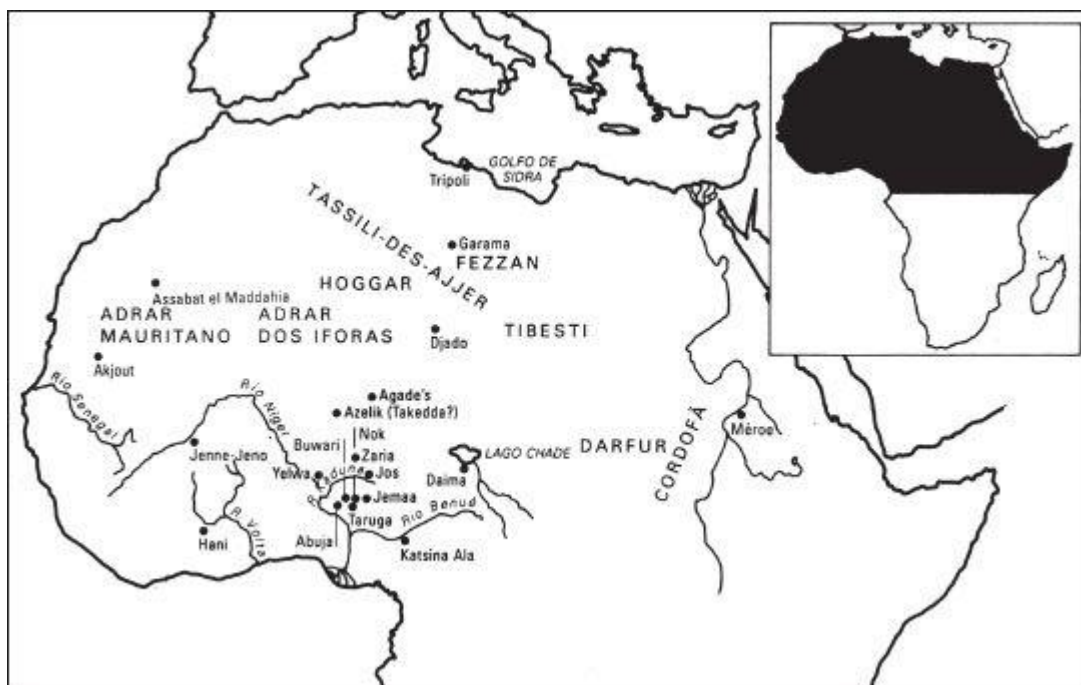 GOLFO DE
SIDRA
Tripoli
TASSILI-DES-AJJER
Garama
FEZZAN
HOGGAR
Assabat el Maddahia
ADRAR
MAURITANO
ADRAR
DOS IFORAS
TIBESTI
Djado
Akjout
Rio Senegal
Rio Niger
Agade's
Azelik (Takedda?)
Nok
Buwari
Zaria
Jenne-Jeno
Yelwa
R. Kaduna
Jos
LAGO CHADE
DARFUR
CORDOFÃ
Méroe
Daima
Jemaa
Taruga
Rio Benué
R. Volta
Hani
Abuja
Katsina Ala